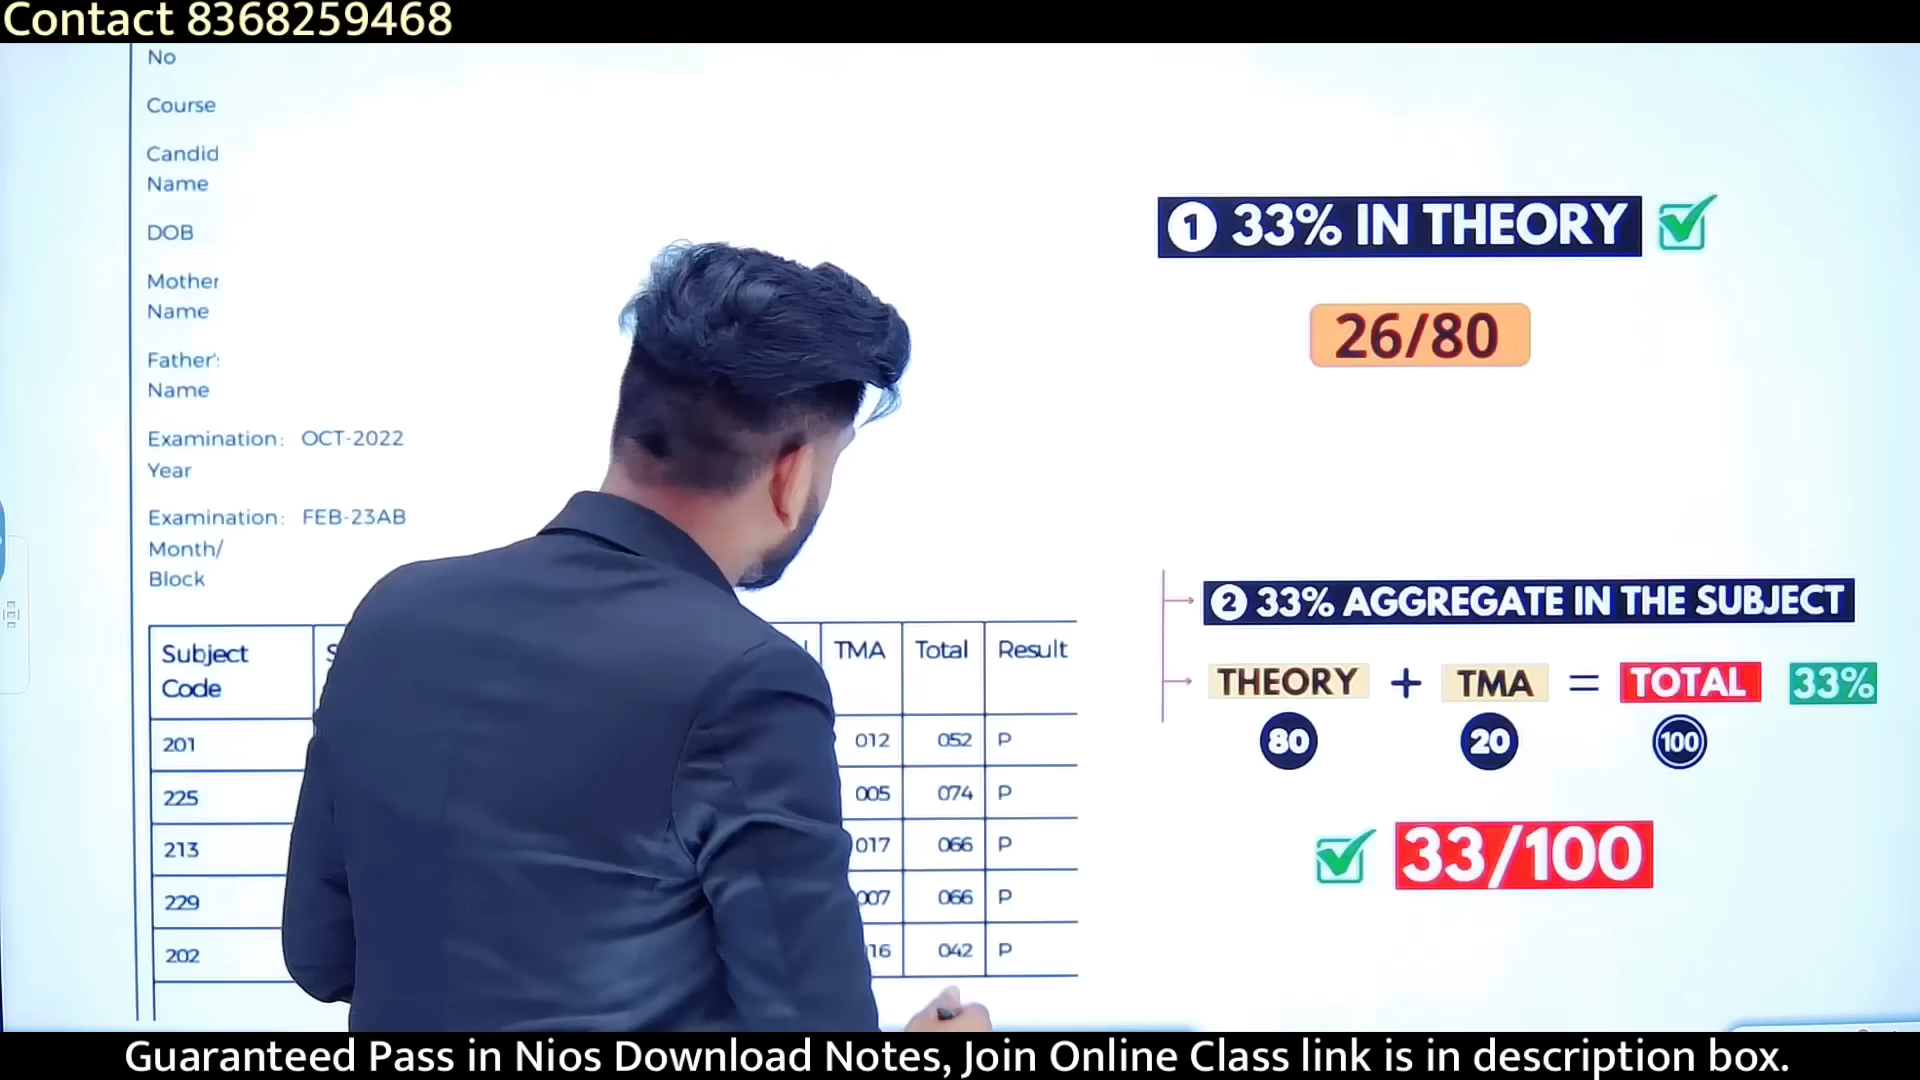 Contact 8368259468
No
Course
Candid
Name
DOB
Mother
Name
Father':
Name
Examination: OCT-2022
Year
Examination: FEB-23AB
Month/
Block
Subject Code TMA Total Result
201 012 052 P
225 005 074 P
213 017 066 P
229 007 066 P
202 16 042 P
1 33% IN THEORY
26/80
2 33% AGGREGATE IN THE SUBJECT
THEORY + TMA = TOTAL 33%
80 20 100
33/100
Guaranteed Pass in Nios Download Notes, Join Online Class link is in description box.